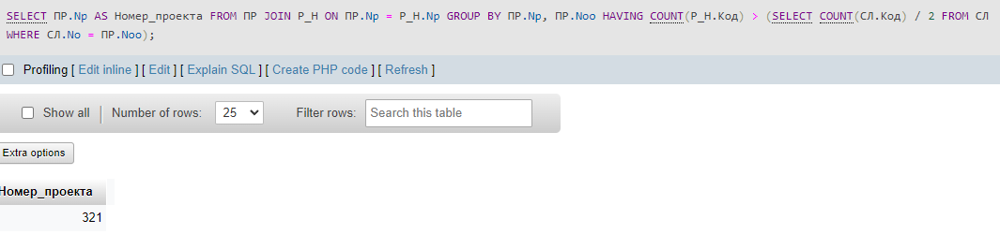 SELECT ПР.Np AS Номер_проекта FROM ПР JOIN Р_Н ON ПР.Np = Р_Н.Np GROUP BY ПР.Np, ПР.Noo HAVING COUNT(Р_Н.Код) > (SELECT COUNT(СЛ.Код) / 2 FROM СЛ
WHERE СЛ.No = ПР.Noo);
Profiling [ Edit inline ] [ Edit ] [ Explain SQL ] [ Create PHP code ] [ Refresh ]
Show all Number of rows: 25 Filter rows: Search this table
Extra options
Номер_проекта
321